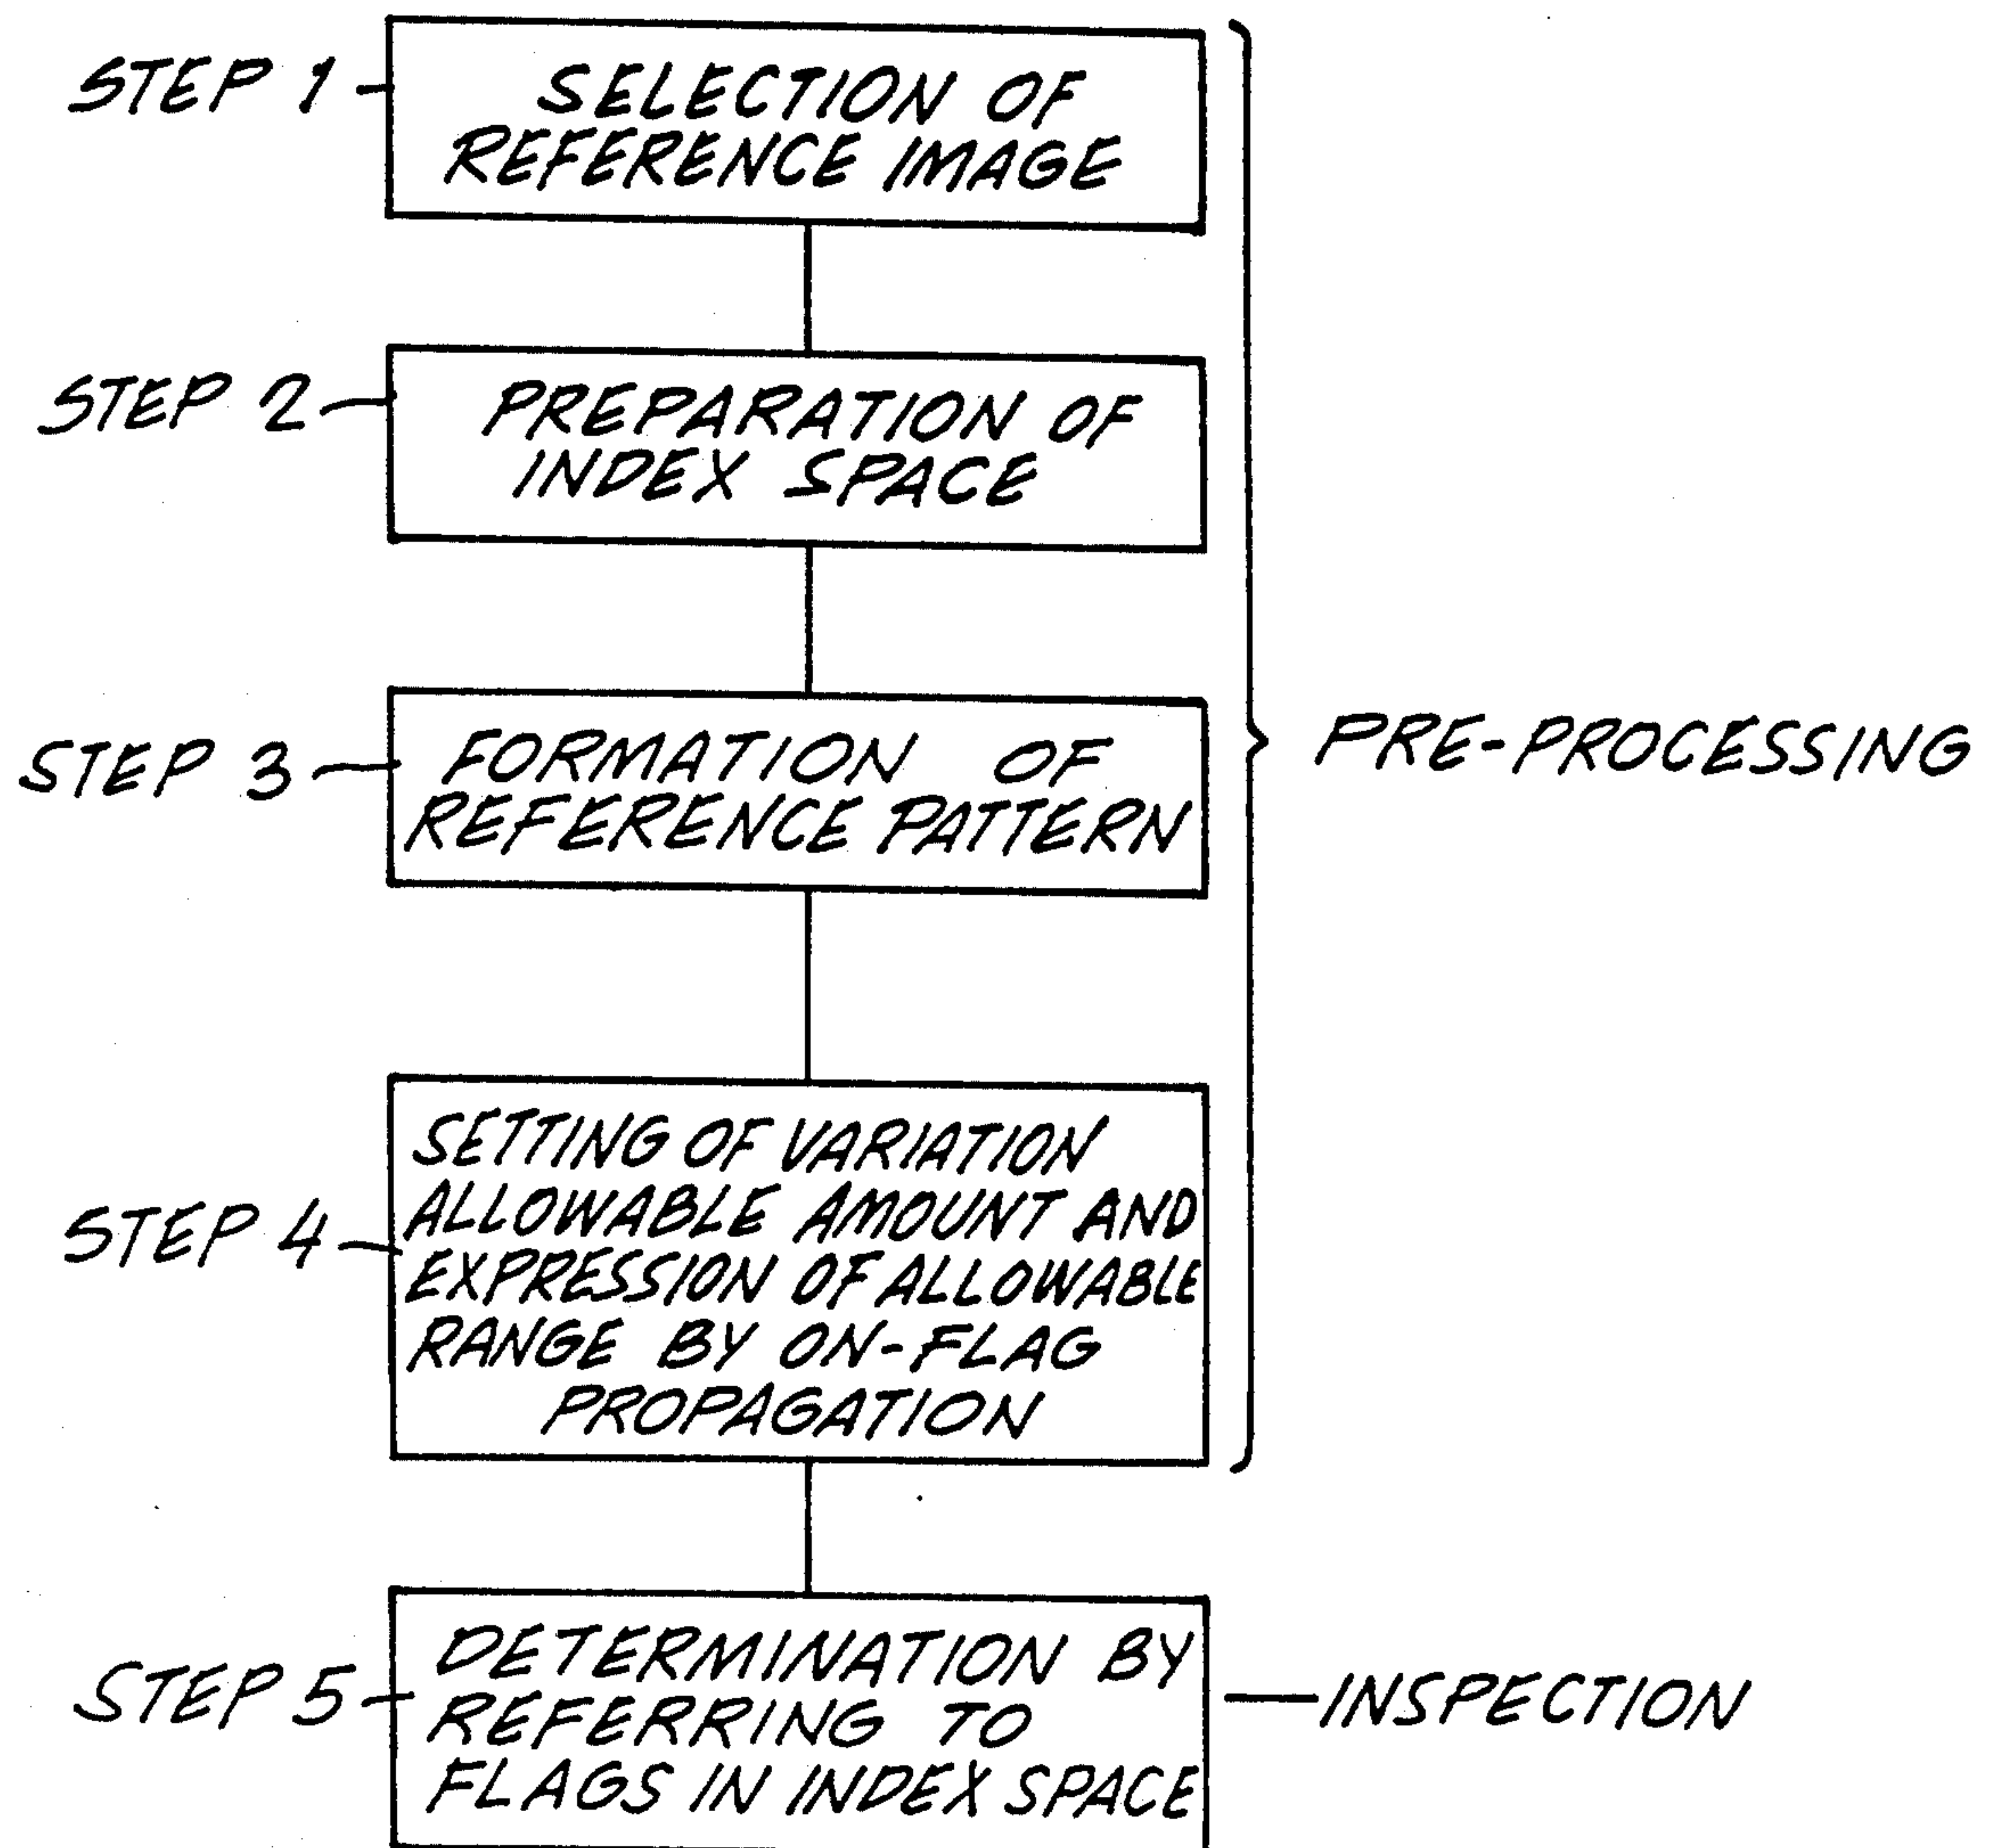 STEP 1
SELECTION OF
REFERENCE IMAGE
STEP 2
PREPARATION OF
INDEX SPACE
STEP 3
FORMATION OF
REFERENCE PATTERN
PRE-PROCESSING
STEP 4
SETTING OF VARIATION
ALLOWABLE AMOUNT AND
EXPRESSION OF ALLOWABLE
RANGE BY ON-FLAG
PROPAGATION
STEP 5
DETERMINATION BY
REFERRING TO
FLAGS IN INDEX SPACE
INSPECTION